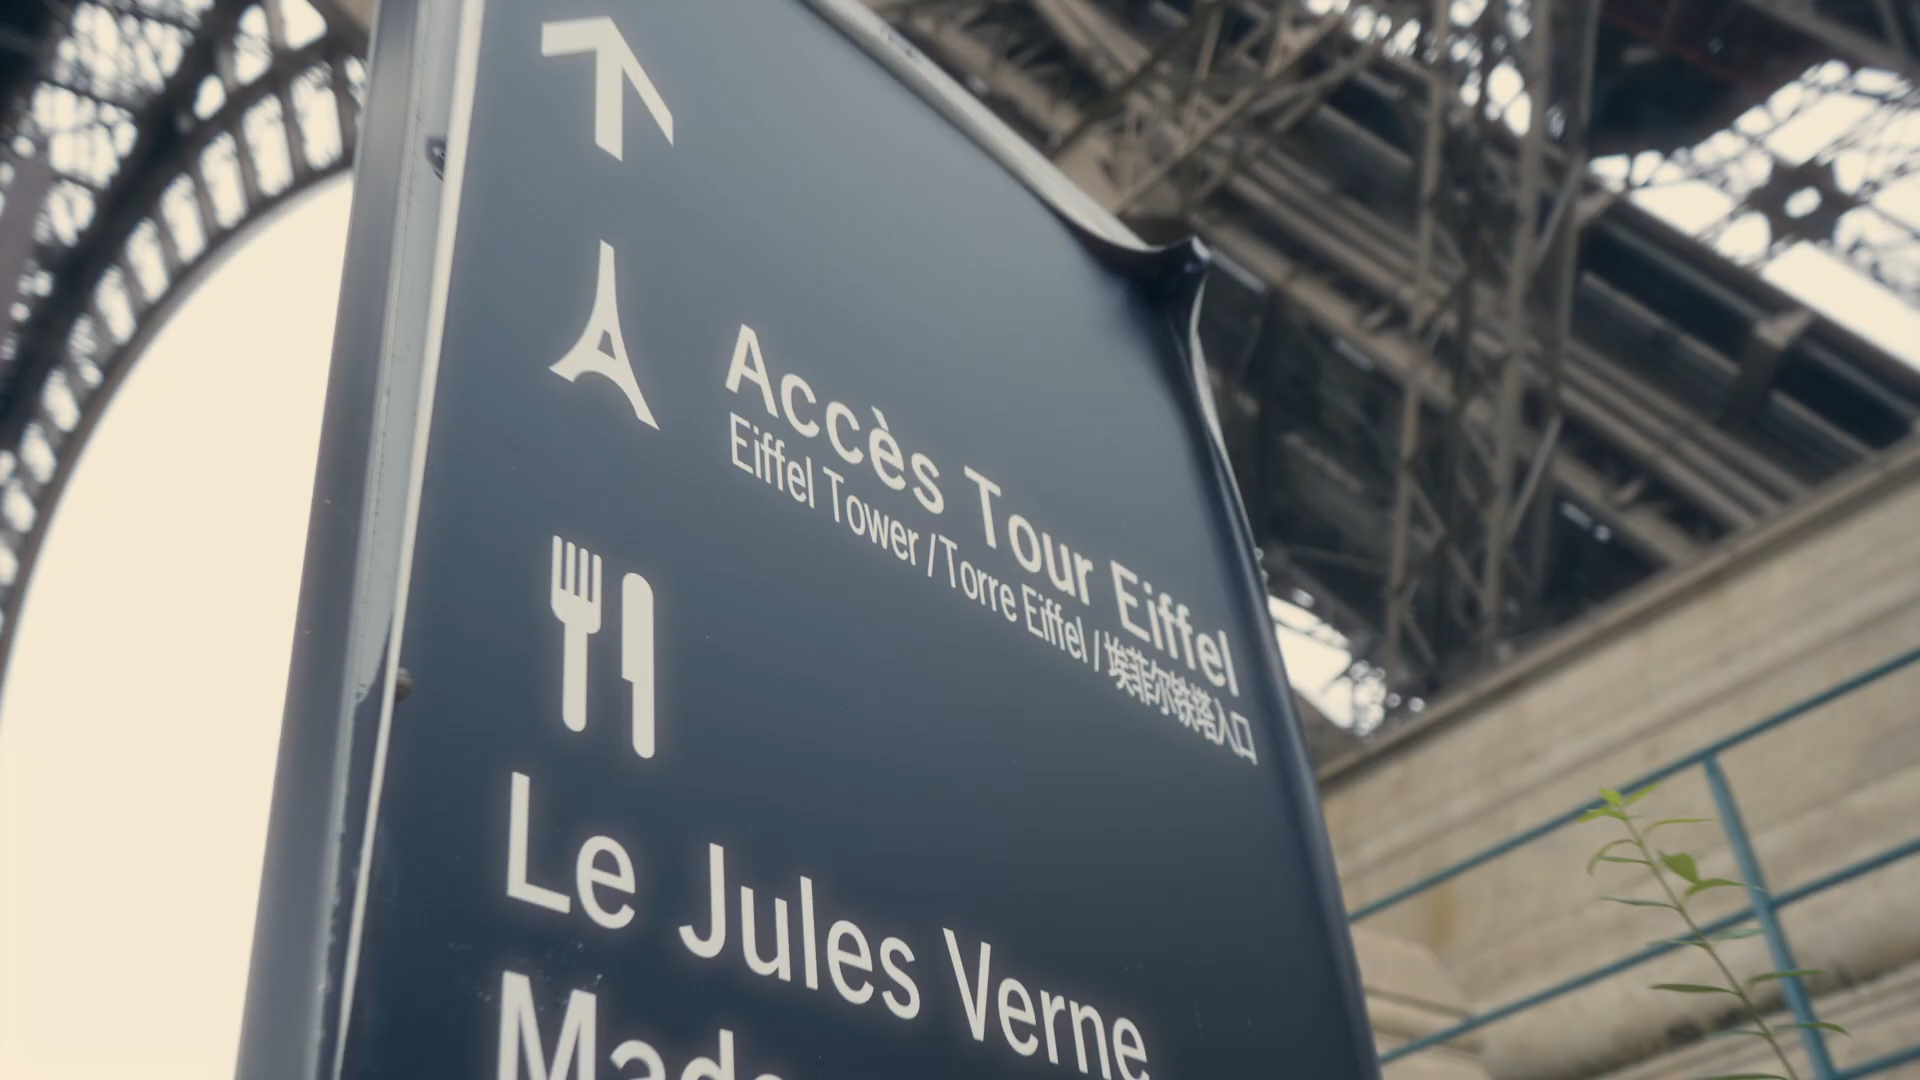 Accès Tour Eiffel
Eiffel Tower / Torre Eiffel / 埃菲尔铁塔入口
Le Jules Verne